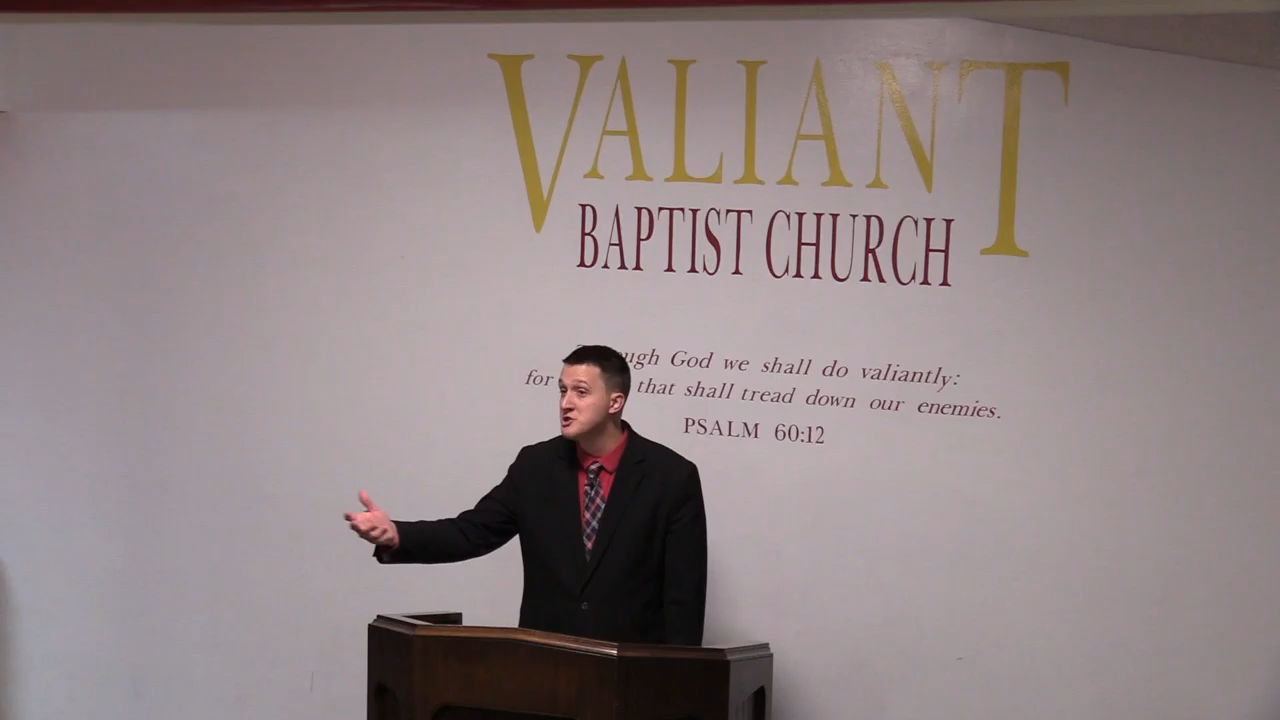 VALIANT
BAPTIST CHURCH
God we shall do valiantly:
for that shall tread down our enemies.
PSALM 60:12